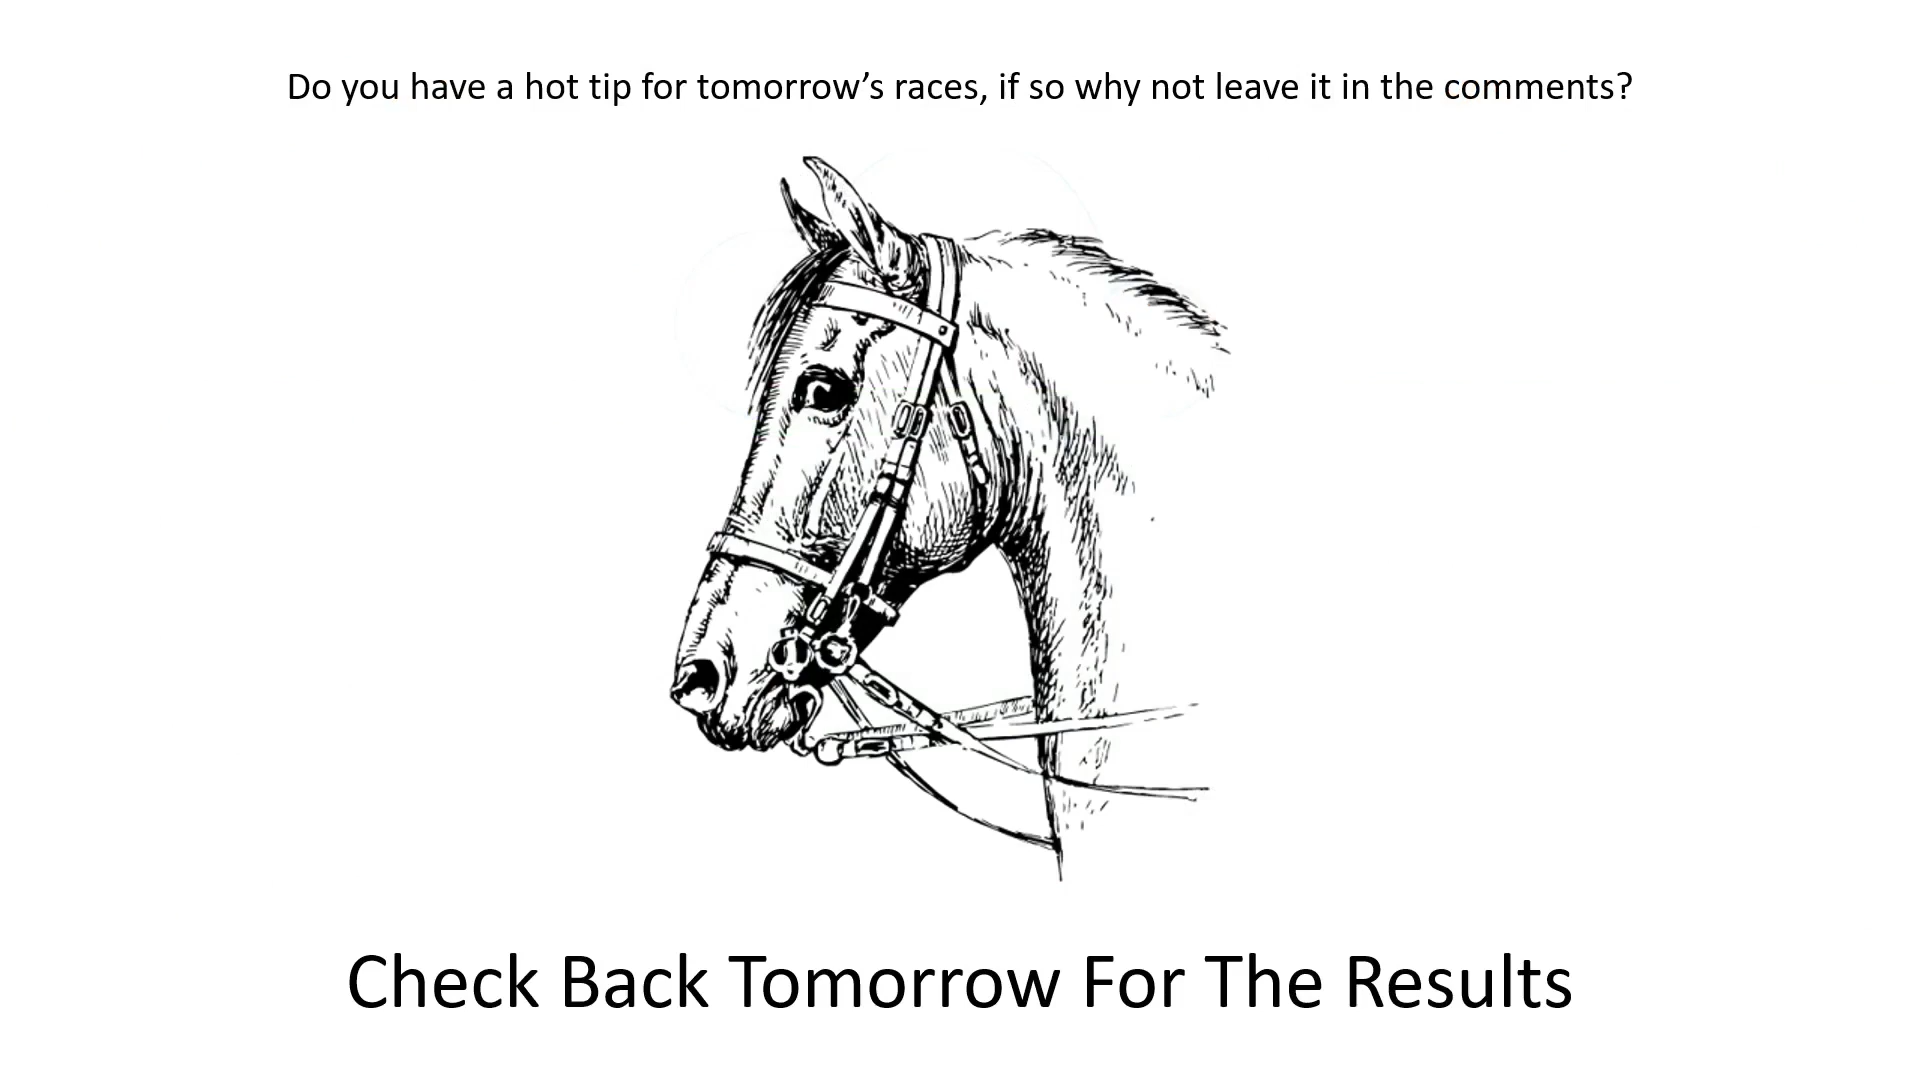 Do you have a hot tip for tomorrow’s races, if so why not leave it in the comments?
Check Back Tomorrow For The Results